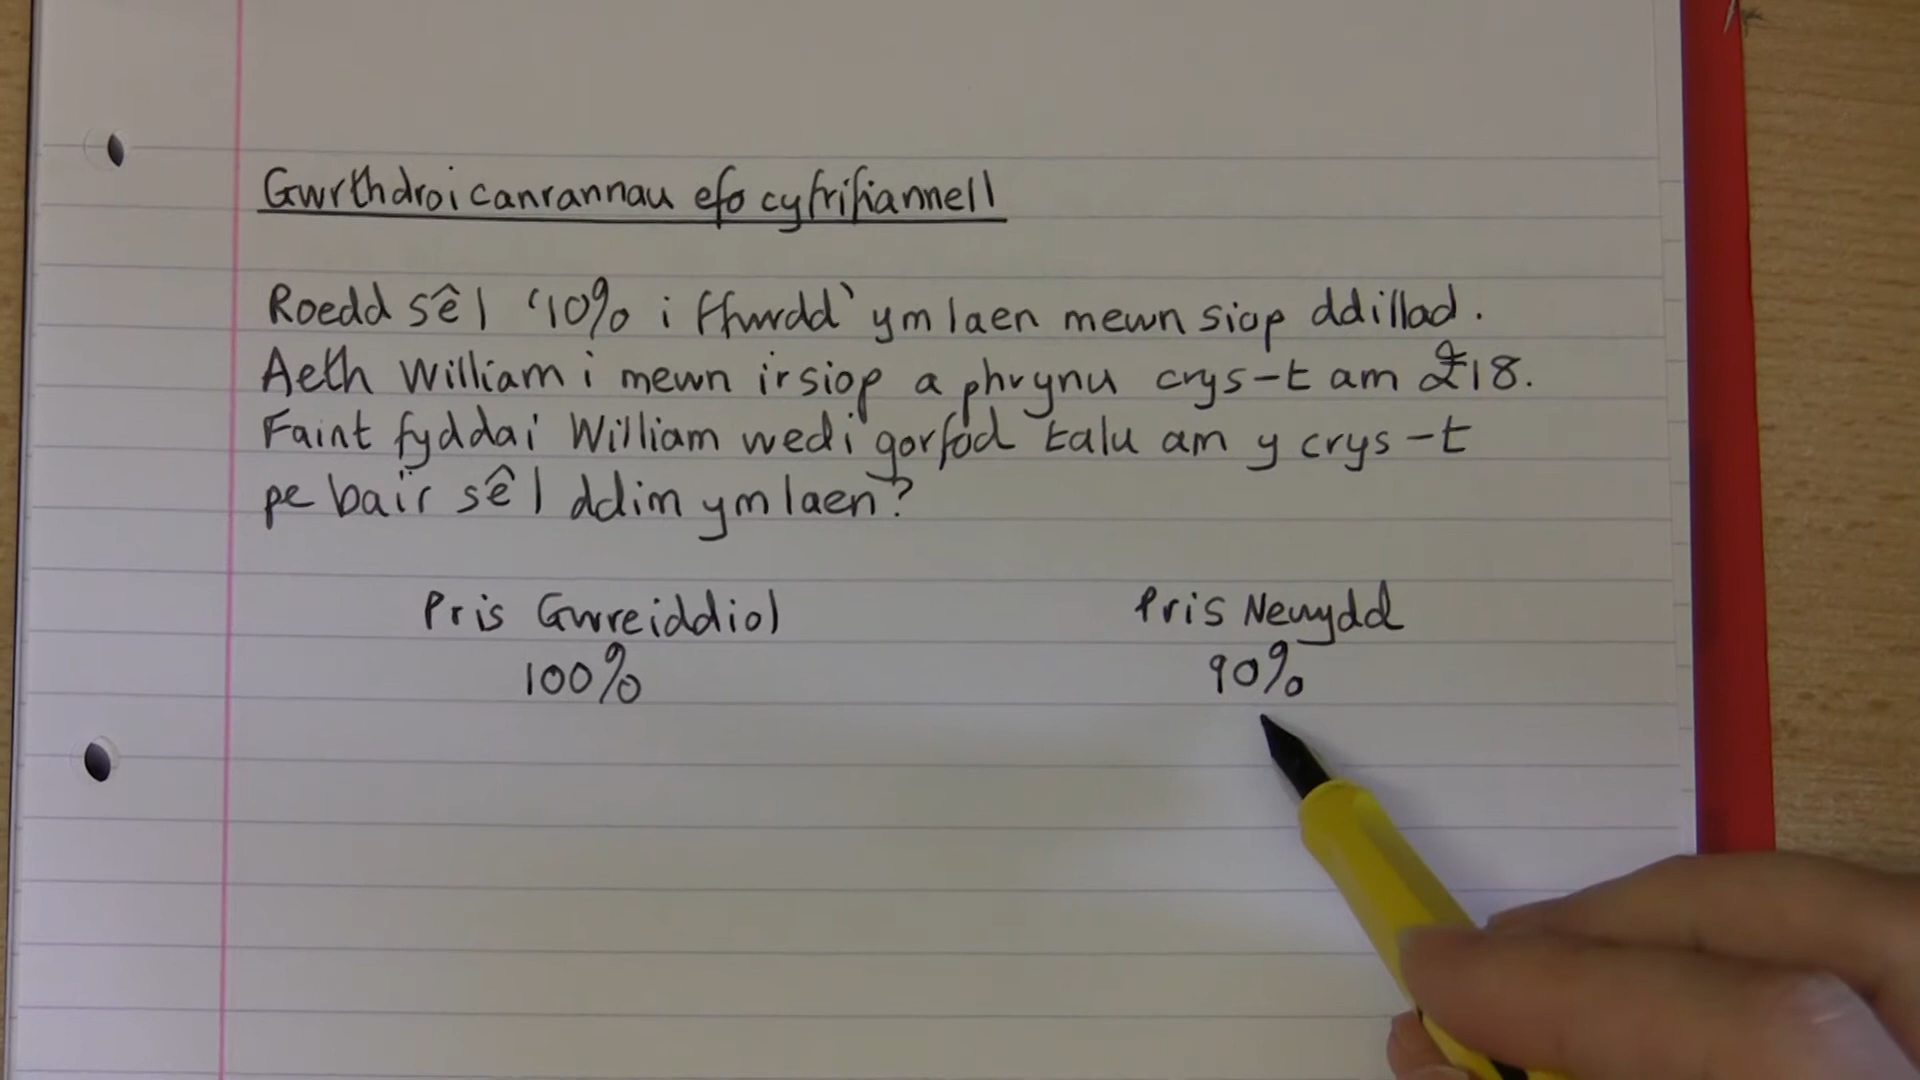 Gwrthdroi canrannau efo cyfrifiannell
Roedd sêl '10% i ffwrdd' ymlaen mewn siop ddillad.
Aeth William i mewn i'r siop a phrynu crys-t am £18.
Faint fyddai William wedi gorfod talu am y crys-t
pe bai'r sêl ddim ymlaen?
Pris Gwreiddiol Pris Newydd
100% 90%